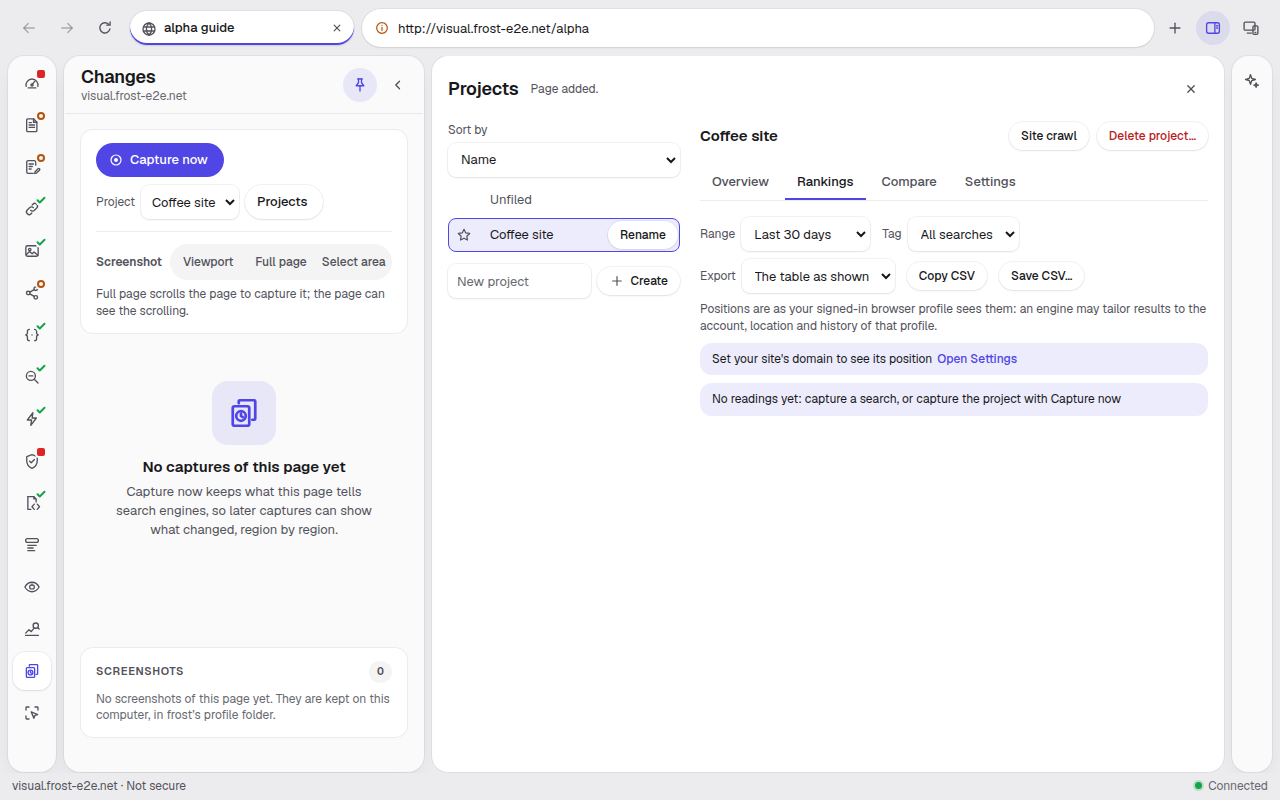 alpha guide
http://visual.frost-e2e.net/alpha
Changes
visual.frost-e2e.net
Capture now
Project
Coffee site
Projects
Screenshot
Viewport
Full page
Select area
Full page scrolls the page to capture it; the page can
see the scrolling.
No captures of this page yet
Capture now keeps what this page tells
search engines, so later captures can show
what changed, region by region.
SCREENSHOTS
0
No screenshots of this page yet. They are kept on this
computer, in frost's profile folder.
Projects
Page added.
Sort by
Name
Unfiled
Coffee site
Rename
New project
Create
Coffee site
Site crawl
Delete project…
Overview
Rankings
Compare
Settings
Range
Last 30 days
Tag
All searches
Export
The table as shown
Copy CSV
Save CSV…
Positions are as your signed-in browser profile sees them: an engine may tailor results to the
account, location and history of that profile.
Set your site's domain to see its position Open Settings
No readings yet: capture a search, or capture the project with Capture now
visual.frost-e2e.net · Not secure
Connected